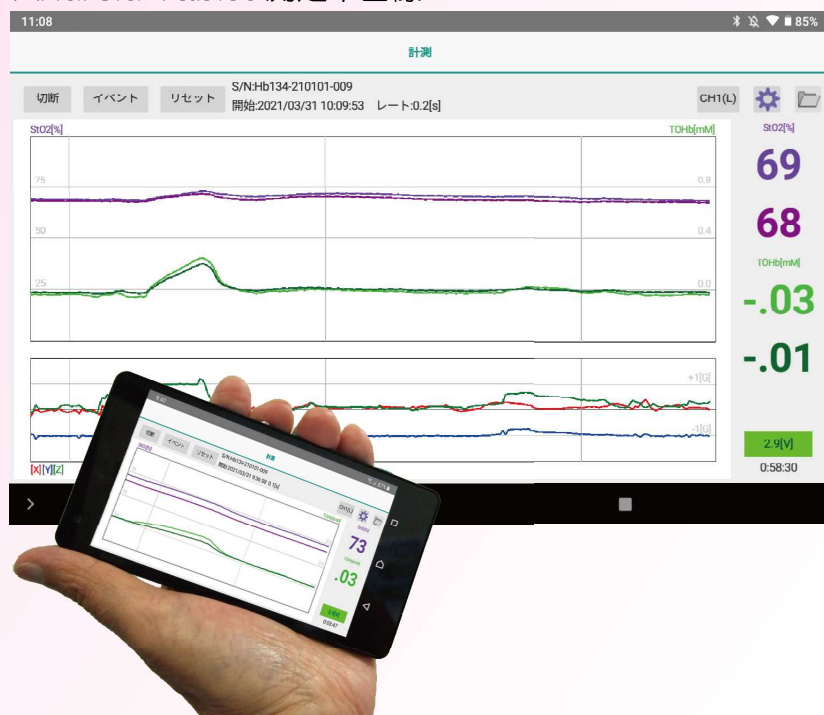 11:08
85%
計測
切断
イベント
リセット
S/N:Hb134-210101-009
開始:2021/03/31 10:09:53 レート:0.2[s]
CH1(L)
StO2[%]
TOHb[mM]
75
50
25
0.8
0.4
0.0
StO2[%]
69
68
TOHb[mM]
-.03
-.01
+1[G]
-1[G]
[X][Y][Z]
2.9[V]
0:58:30
計測
切断
イベント
リセット
S/N:Hb134-210101-009
CH1(L)
73
.03